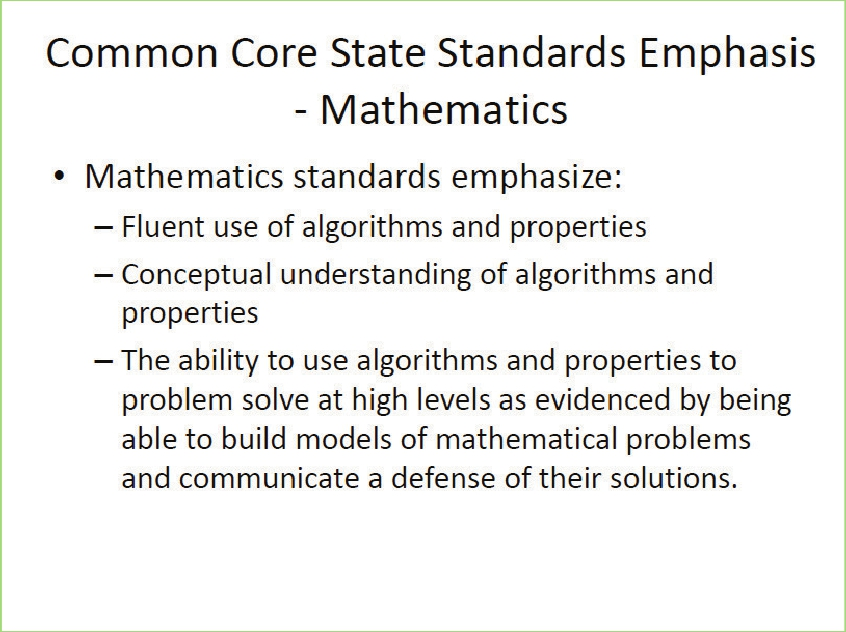 Common Core State Standards Emphasis
- Mathematics
• Mathematics standards emphasize:
– Fluent use of algorithms and properties
– Conceptual understanding of algorithms and
properties
– The ability to use algorithms and properties to
problem solve at high levels as evidenced by being
able to build models of mathematical problems
and communicate a defense of their solutions.